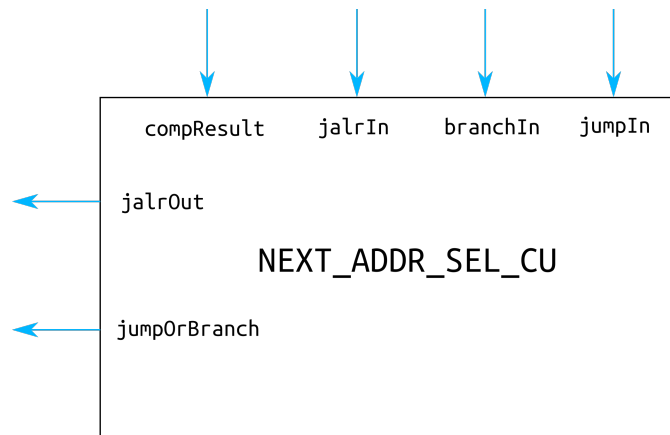 compResult jalrIn branchIn jumpIn
jalrOut
NEXT_ADDR_SEL_CU
jumpOrBranch